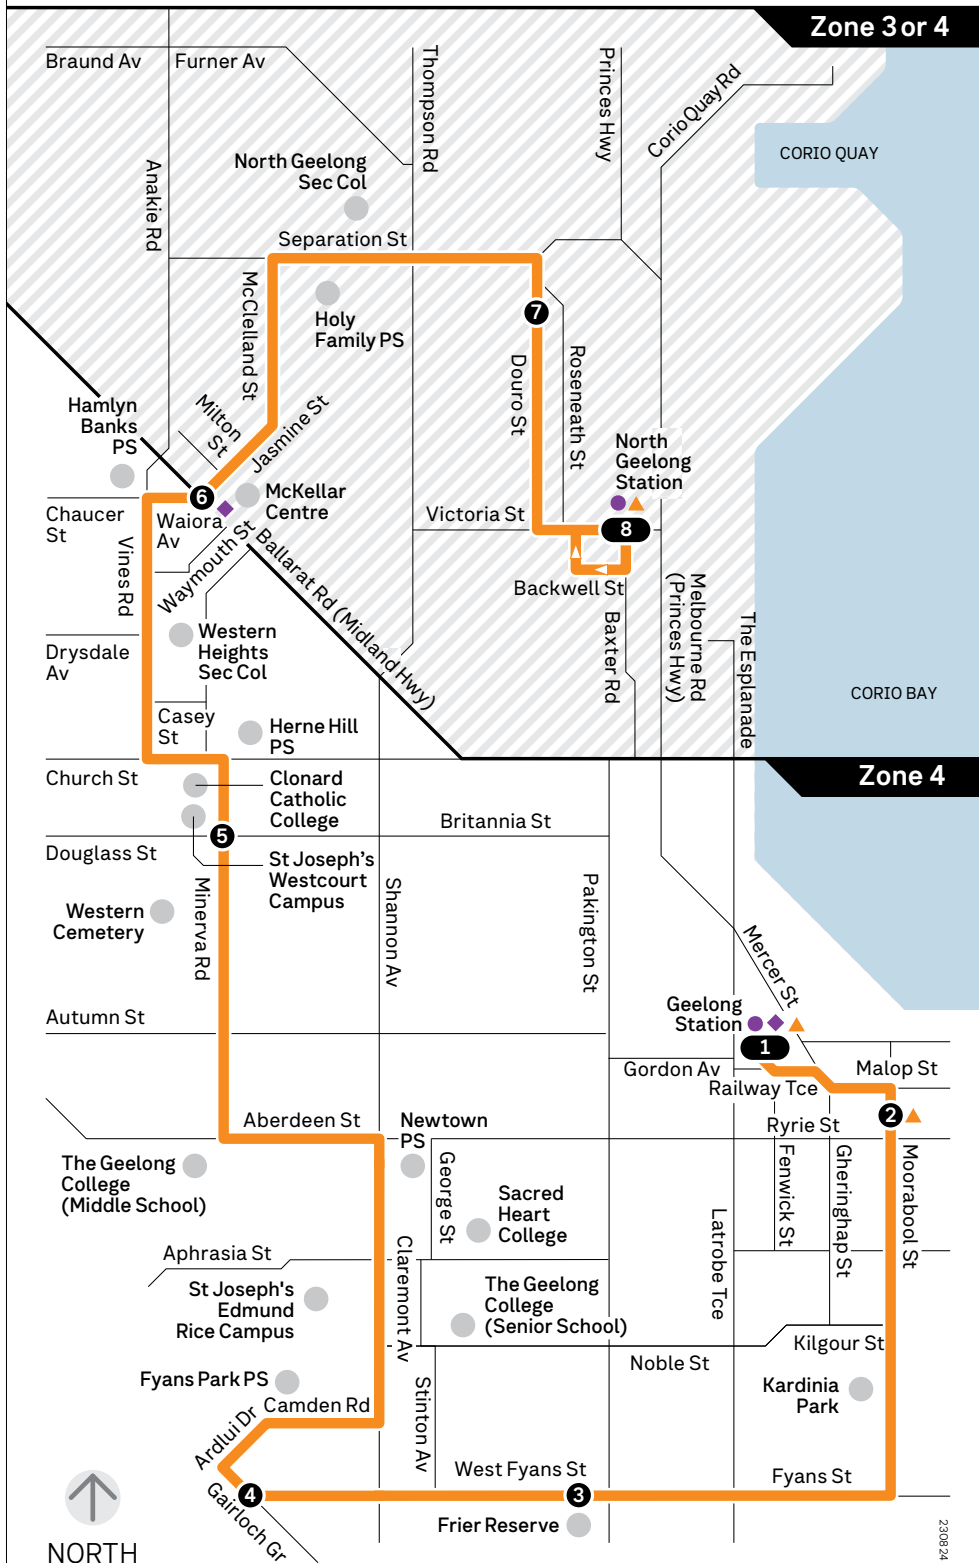 Zone 3 or 4
Braund Av
Furner Av
Thompson Rd
Princes Hwy
Corio Quay Rd
CORIO QUAY
Anakie Rd
North Geelong
Sec Col
Separation St
McClelland St
Holy
Family PS
7
Douro St
Roseneath St
Hamlyn
Banks
PS
Milton
St
Jasmine St
North
Geelong
Station
6
McKellar
Centre
Chaucer
St
Waiora
Av
Victoria St
8
Vines Rd
Waymouth St
Ballarat Rd (Midland Hwy)
Backwell St
Baxter Rd
Melbourne Rd
(Princes Hwy)
The Esplanade
Drysdale
Av
Western
Heights
Sec Col
CORIO BAY
Casey
St
Herne Hill
PS
Zone 4
Church St
Clonard
Catholic
College
5
Britannia St
Douglass St
St Joseph's
Westcourt
Campus
Minerva Rd
Shannon Av
Pakington St
Western
Cemetery
Mercer St
Geelong
Station
Autumn St
1
Gordon Av
Malop St
Railway Tce
2
Aberdeen St
Newtown
PS
Ryrie St
The Geelong
College
(Middle School)
George St
Fenwick St
Gheringhap St
Moorabool St
Sacred
Heart
College
Latrobe Tce
Aphrasia St
Claremont Av
St Joseph's
Edmund
Rice Campus
The Geelong
College
(Senior School)
Kilgour St
Noble St
Fyans Park PS
Stinton Av
Kardinia
Park
Camden Rd
Ardlui Dr
West Fyans St
Fyans St
4
3
Gairloch Gr
Frier Reserve
NORTH
230824